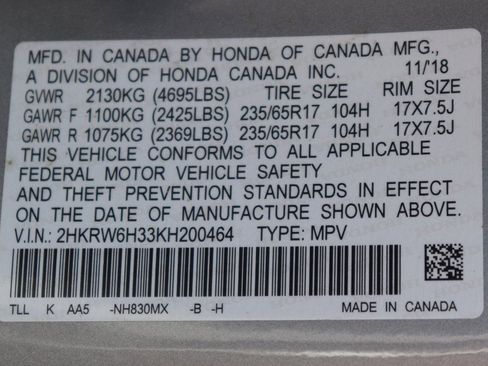 MFD. IN CANADA BY HONDA OF CANADA MFG.,
A DIVISION OF HONDA CANADA INC. 11/'18
GVWR 2130KG (4695LBS) TIRE SIZE RIM SIZE
GAWR F 1100KG (2425LBS) 235/65R17 104H 17X7.5J
GAWR R 1075KG (2369LBS) 235/65R17 104H 17X7.5J
THIS VEHICLE CONFORMS TO ALL APPLICABLE
FEDERAL MOTOR VEHICLE SAFETY
AND THEFT PREVENTION STANDARDS IN EFFECT
ON THE DATE OF MANUFACTURE SHOWN ABOVE.
V.I.N.: 2HKRW6H33KH200464 TYPE: MPV
TLL K AA5 -NH830MX -B -H MADE IN CANADA